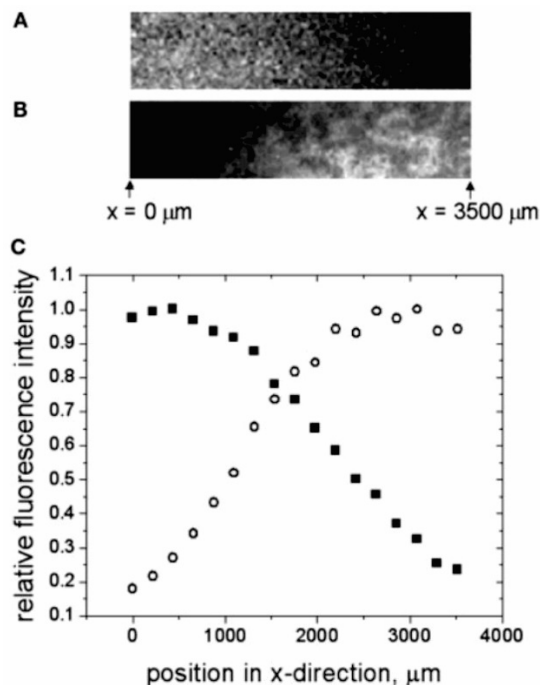 A
B
x = 0 μm
x = 3500 μm
C
relative fluorescence intensity
1.1
1.0
0.9
0.8
0.7
0.6
0.5
0.4
0.3
0.2
0.1
0
1000
2000
3000
4000
position in x-direction, μm